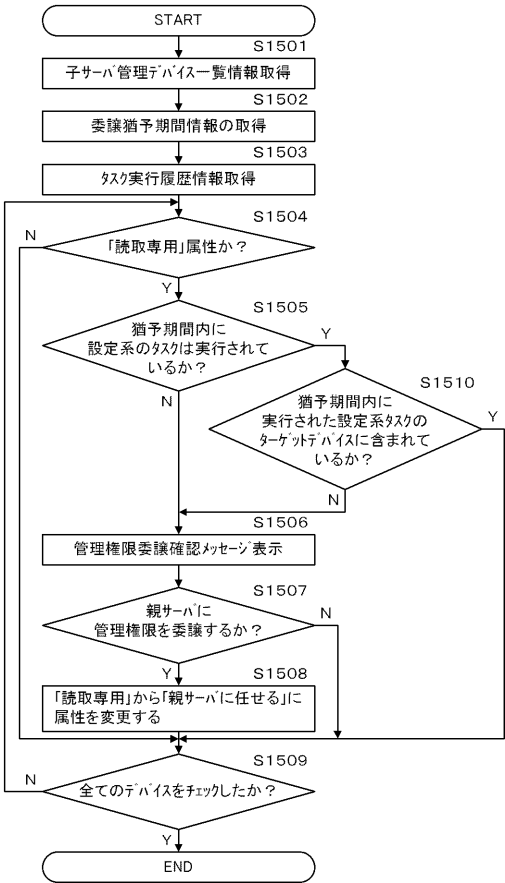 START
S1501
子ｻｰﾊﾞ管理ﾃﾞﾊﾞｲｽ一覧情報取得
S1502
委譲猶予期間情報の取得
S1503
ﾀｽｸ実行履歴情報取得
S1504
N
「読取専用」属性か？
Y
S1505
猶予期間内に
設定系のﾀｽｸは実行されて
いるか？
Y
N
S1510
猶予期間内に
実行された設定系ﾀｽｸの
ﾀｰｹﾞｯﾄﾃﾞﾊﾞｲｽに含まれて
いるか？
Y
N
S1506
管理権限委譲確認ﾒｯｾｰｼﾞ表示
S1507
親ｻｰﾊﾞに
管理権限を委譲するか？
N
Y
S1508
「読取専用」から「親ｻｰﾊﾞに任せる」に
属性を変更する
S1509
N
全てのﾃﾞﾊﾞｲｽをﾁｪｯｸしたか？
Y
END